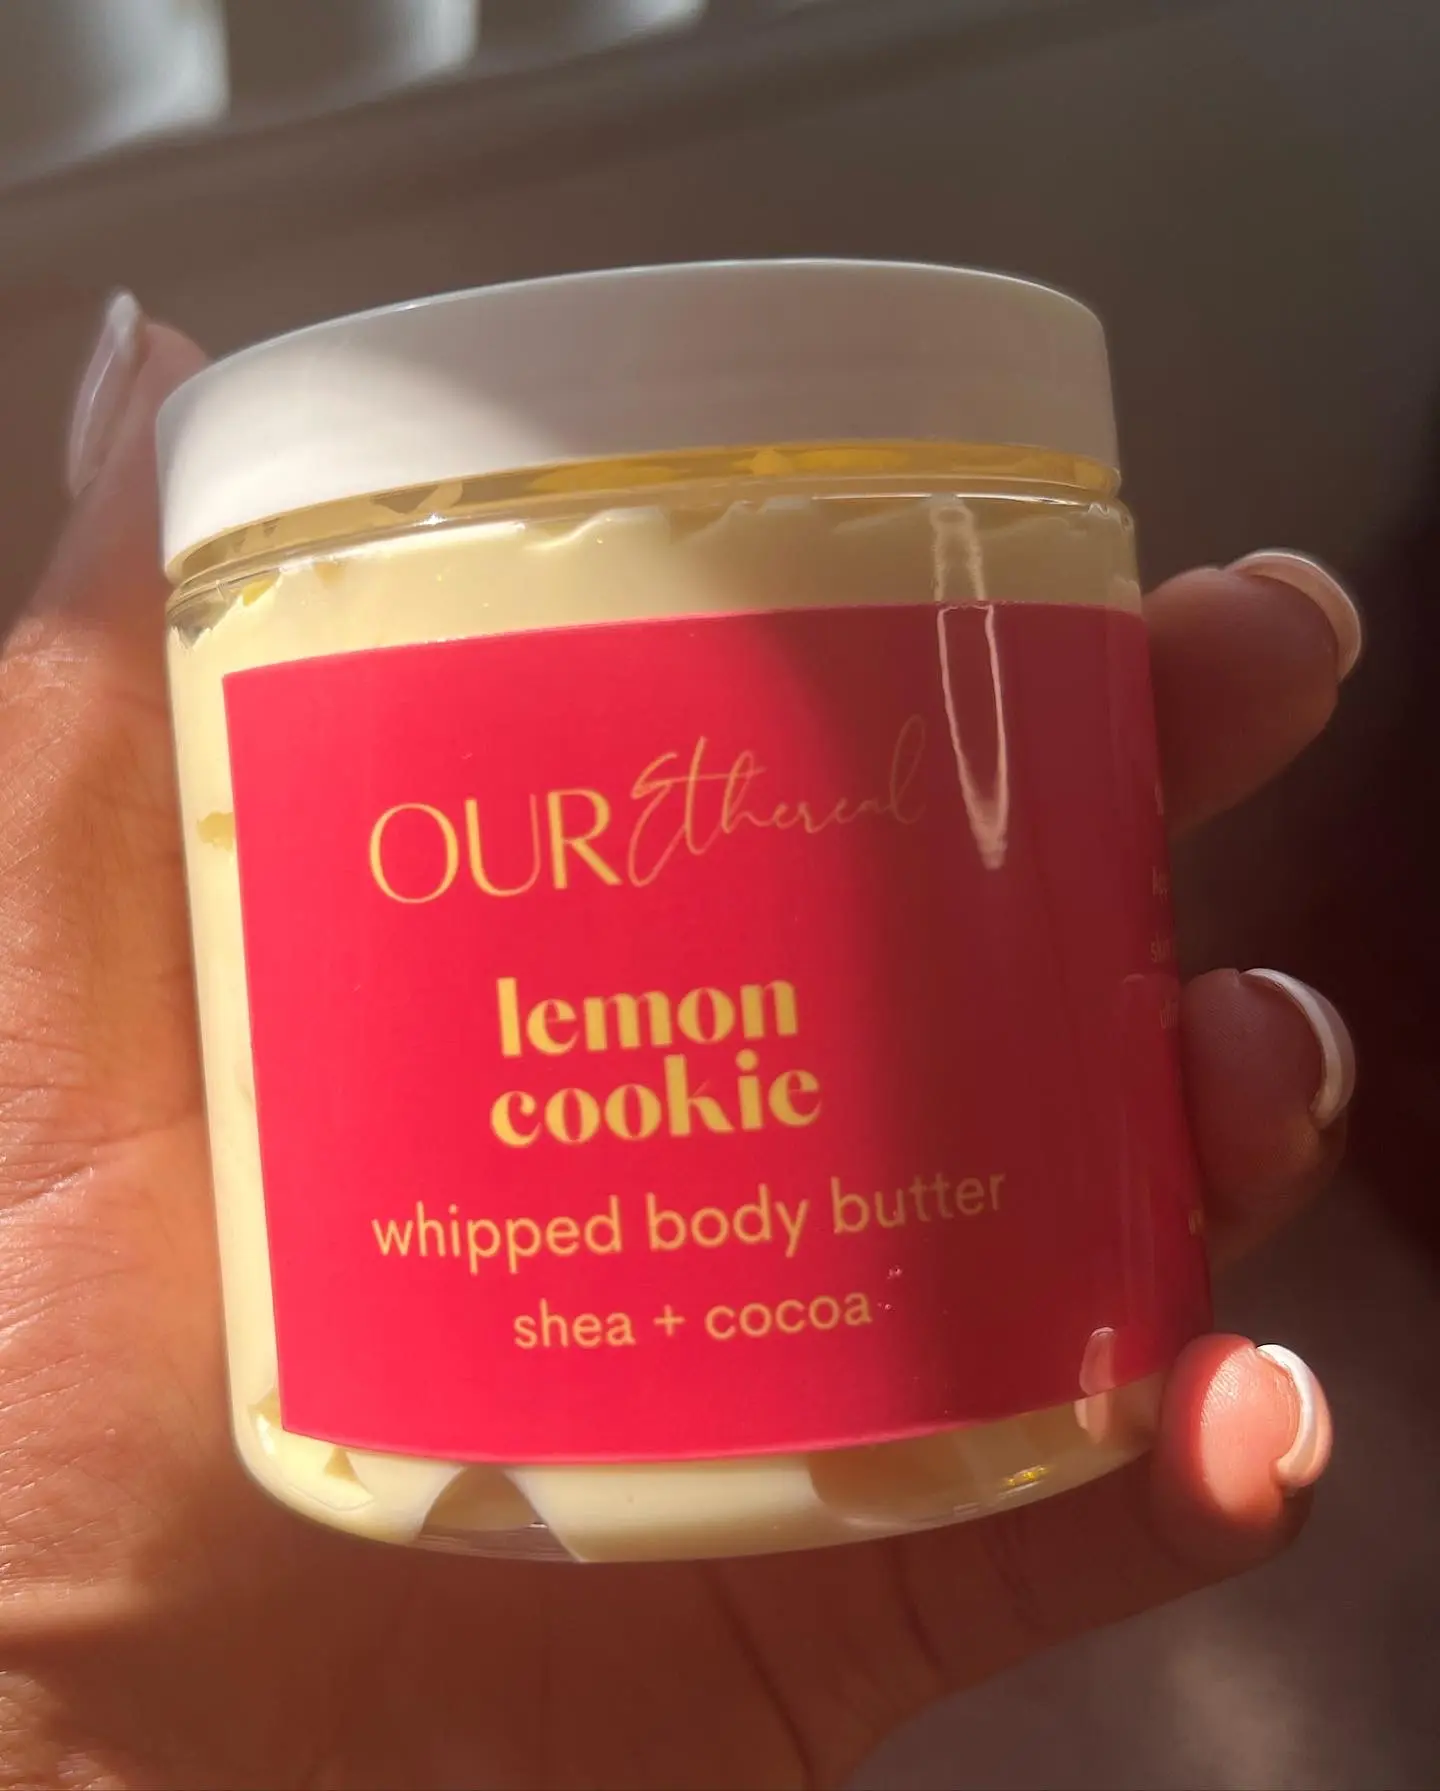 OUR Ethereal
lemon
cookie
whipped body butter
shea + cocoa